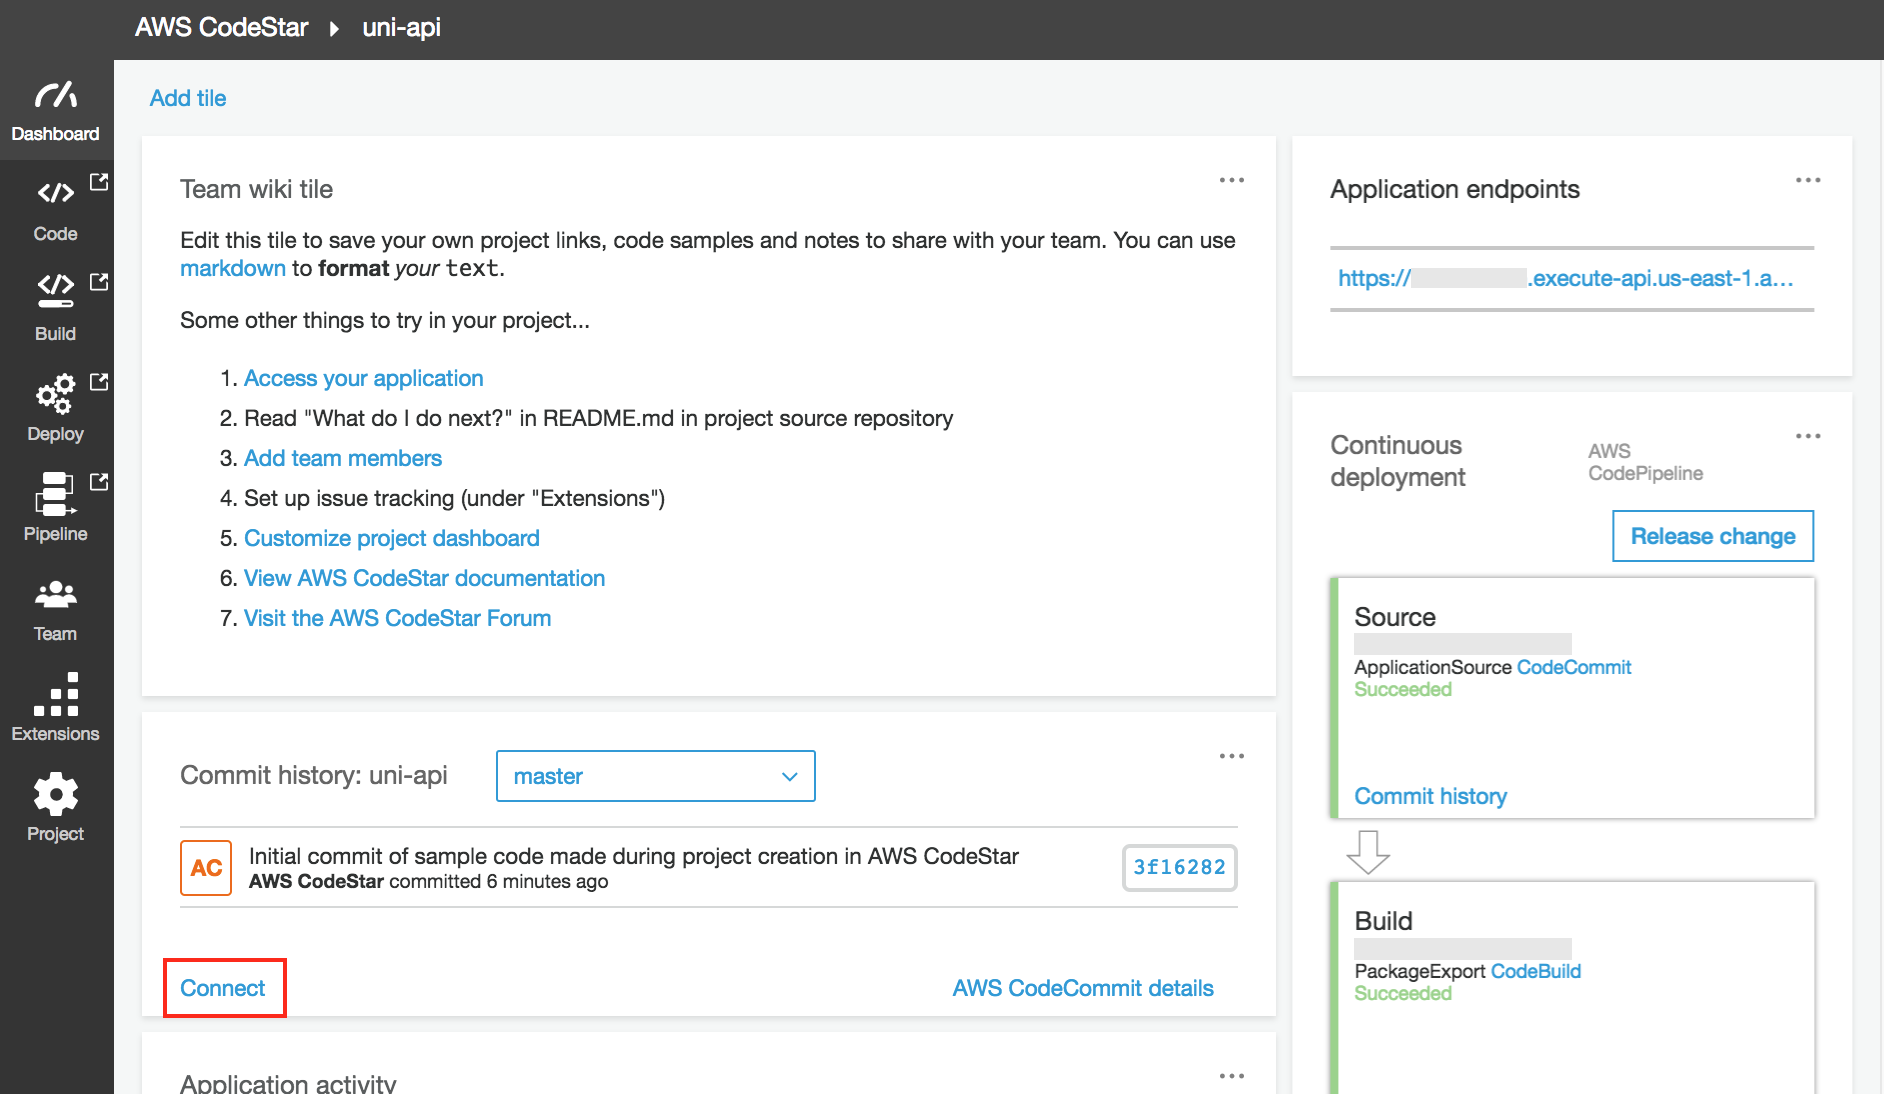 AWS CodeStar uni-api
Dashboard
Code
Build
Deploy
Pipeline
Team
Extensions
Project
Add tile
Team wiki tile
Edit this tile to save your own project links, code samples and notes to share with your team. You can use
markdown to format your text.
Some other things to try in your project...
1. Access your application
2. Read "What do I do next?" in README.md in project source repository
3. Add team members
4. Set up issue tracking (under "Extensions")
5. Customize project dashboard
6. View AWS CodeStar documentation
7. Visit the AWS CodeStar Forum
Commit history: uni-api
master
AC
Initial commit of sample code made during project creation in AWS CodeStar
AWS CodeStar committed 6 minutes ago
3f16282
Connect
AWS CodeCommit details
Application activity
Application endpoints
https:// .execute-api.us-east-1.a...
Continuous
deployment
AWS
CodePipeline
Release change
Source
ApplicationSource CodeCommit
Succeeded
Commit history
Build
PackageExport CodeBuild
Succeeded